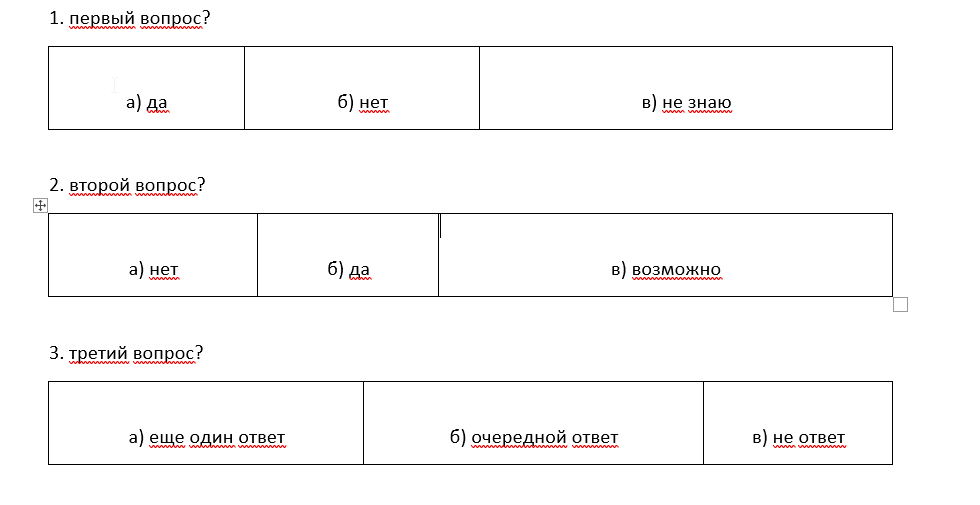 1. первый вопрос?
а) да б) нет в) не знаю
2. второй вопрос?
а) нет б) да в) возможно
3. третий вопрос?
а) еще один ответ б) очередной ответ в) не ответ